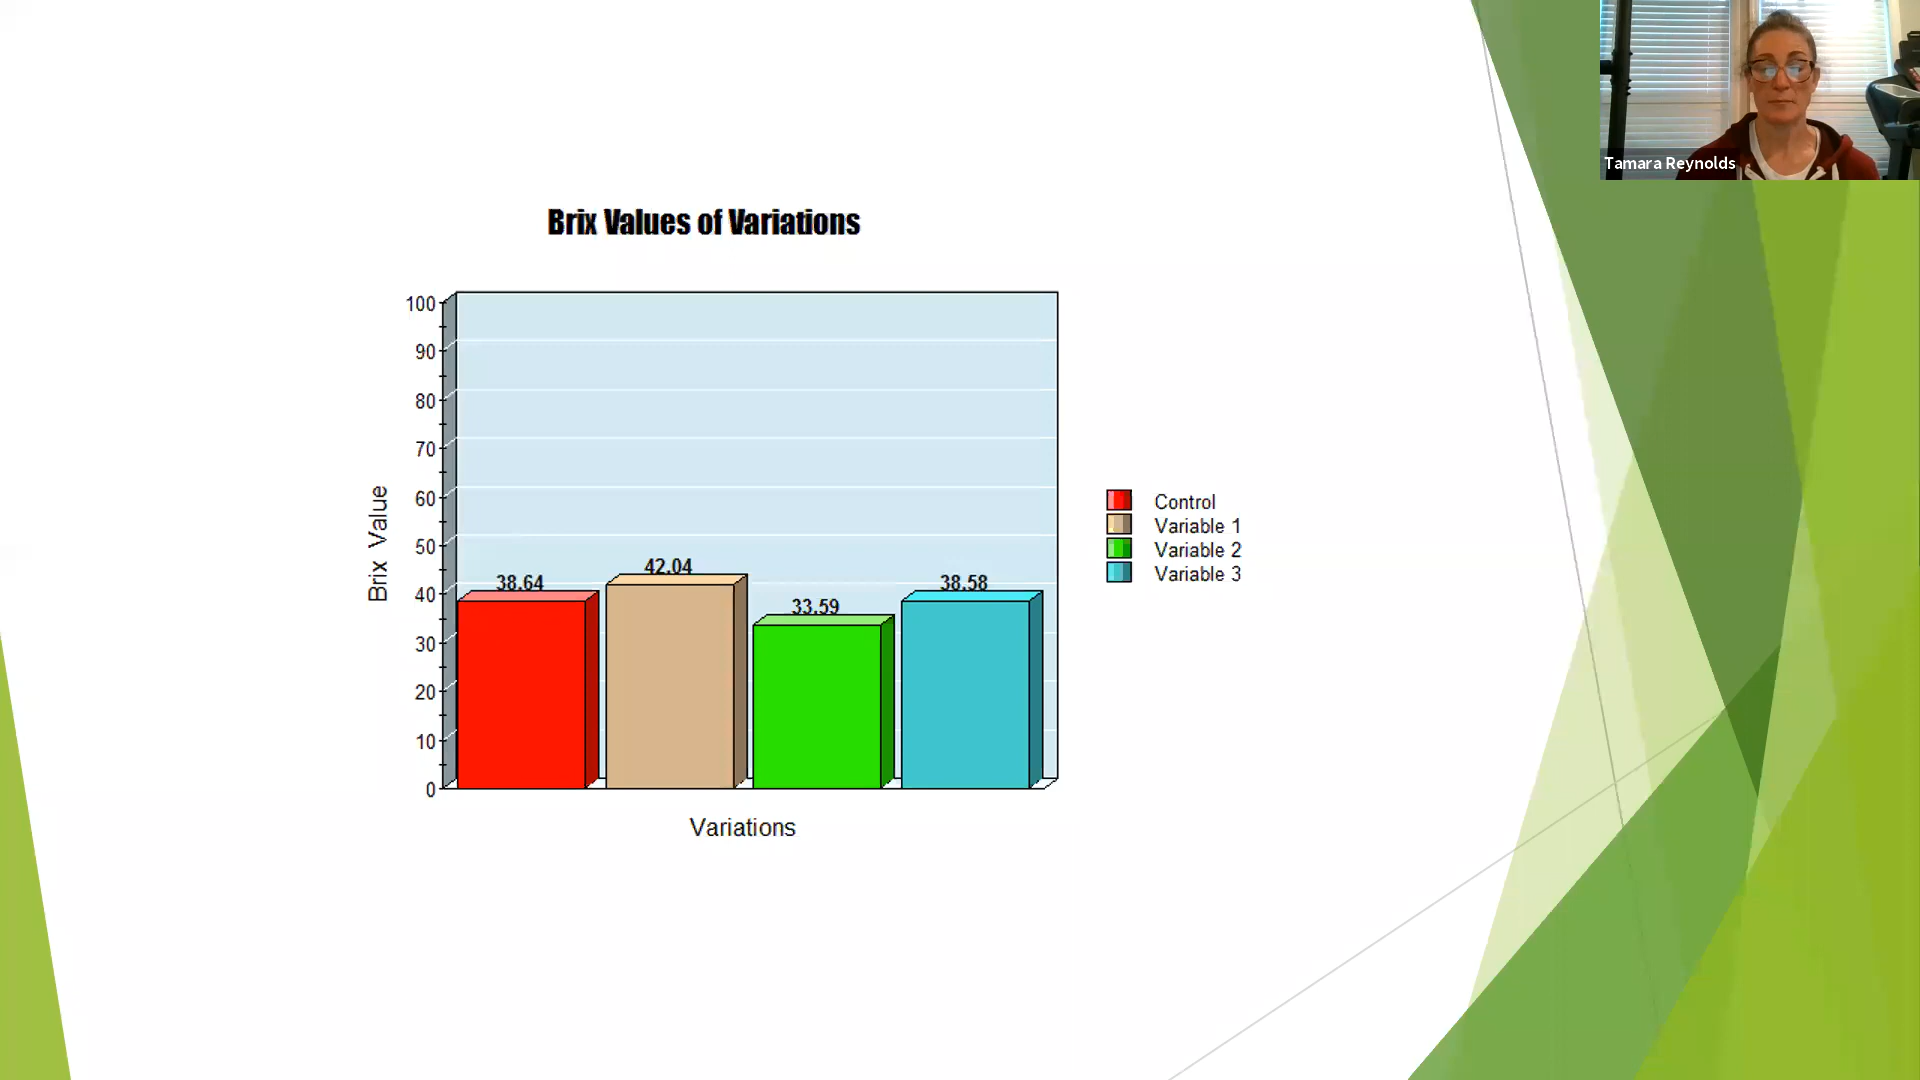 Tamara Reynolds
Brix Values of Variations
100
90
80
70
60
50
40
30
20
10
0
Brix Value
38.64
42.04
33.59
38.58
Variations
Control
Variable 1
Variable 2
Variable 3